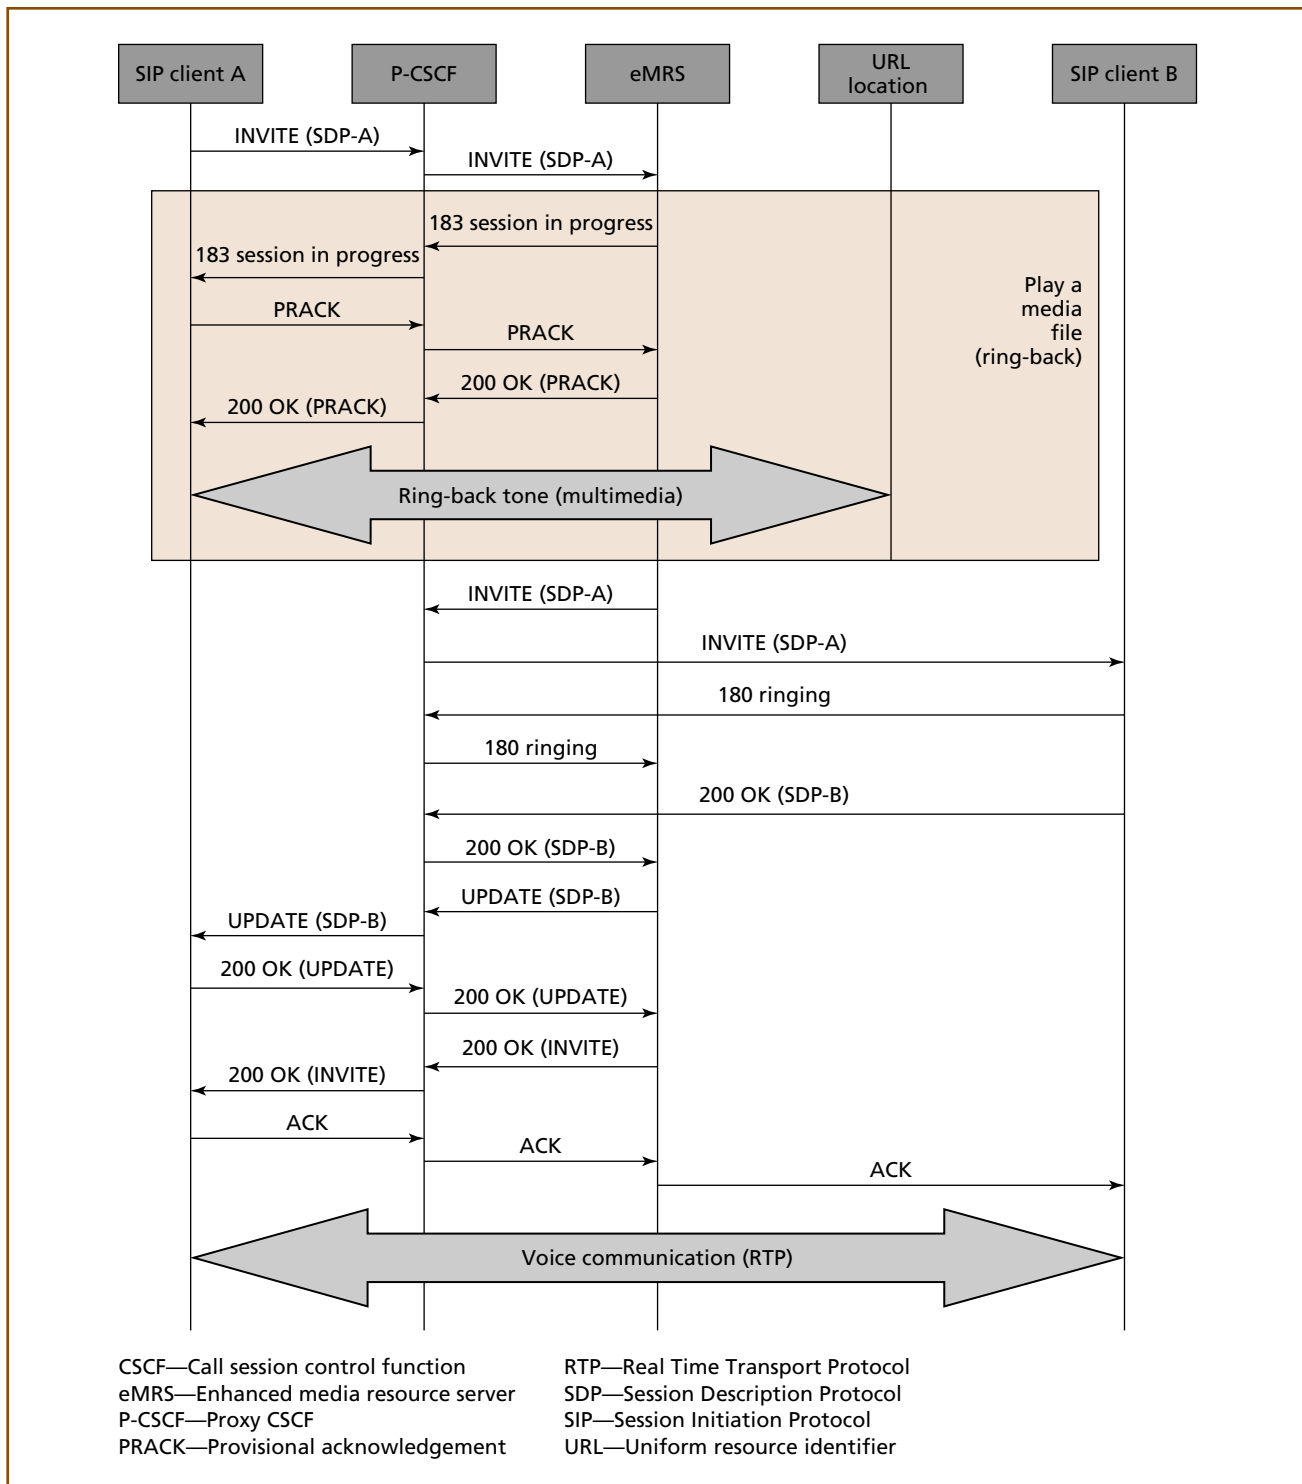 SIP client A
P-CSCF
eMRS
URL
location
SIP client B
INVITE (SDP-A)
INVITE (SDP-A)
183 session in progress
183 session in progress
PRACK
PRACK
200 OK (PRACK)
200 OK (PRACK)
Play a
media
file
(ring-back)
Ring-back tone (multimedia)
INVITE (SDP-A)
INVITE (SDP-A)
180 ringing
180 ringing
200 OK (SDP-B)
200 OK (SDP-B)
UPDATE (SDP-B)
UPDATE (SDP-B)
200 OK (UPDATE)
200 OK (UPDATE)
200 OK (INVITE)
200 OK (INVITE)
ACK
ACK
ACK
Voice communication (RTP)
CSCF—Call session control function
eMRS—Enhanced media resource server
P-CSCF—Proxy CSCF
PRACK—Provisional acknowledgement
RTP—Real Time Transport Protocol
SDP—Session Description Protocol
SIP—Session Initiation Protocol
URL—Uniform resource identifier